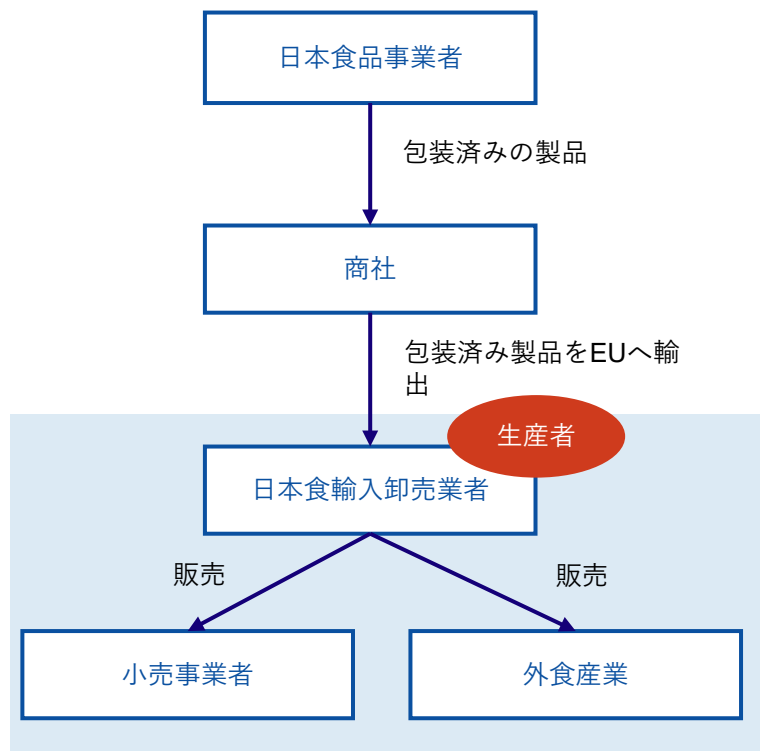 日本食品事業者
包装済みの製品
商社
包装済み製品をEUへ輸
出
生産者
日本食輸入卸売業者
販売
販売
小売事業者
外食産業